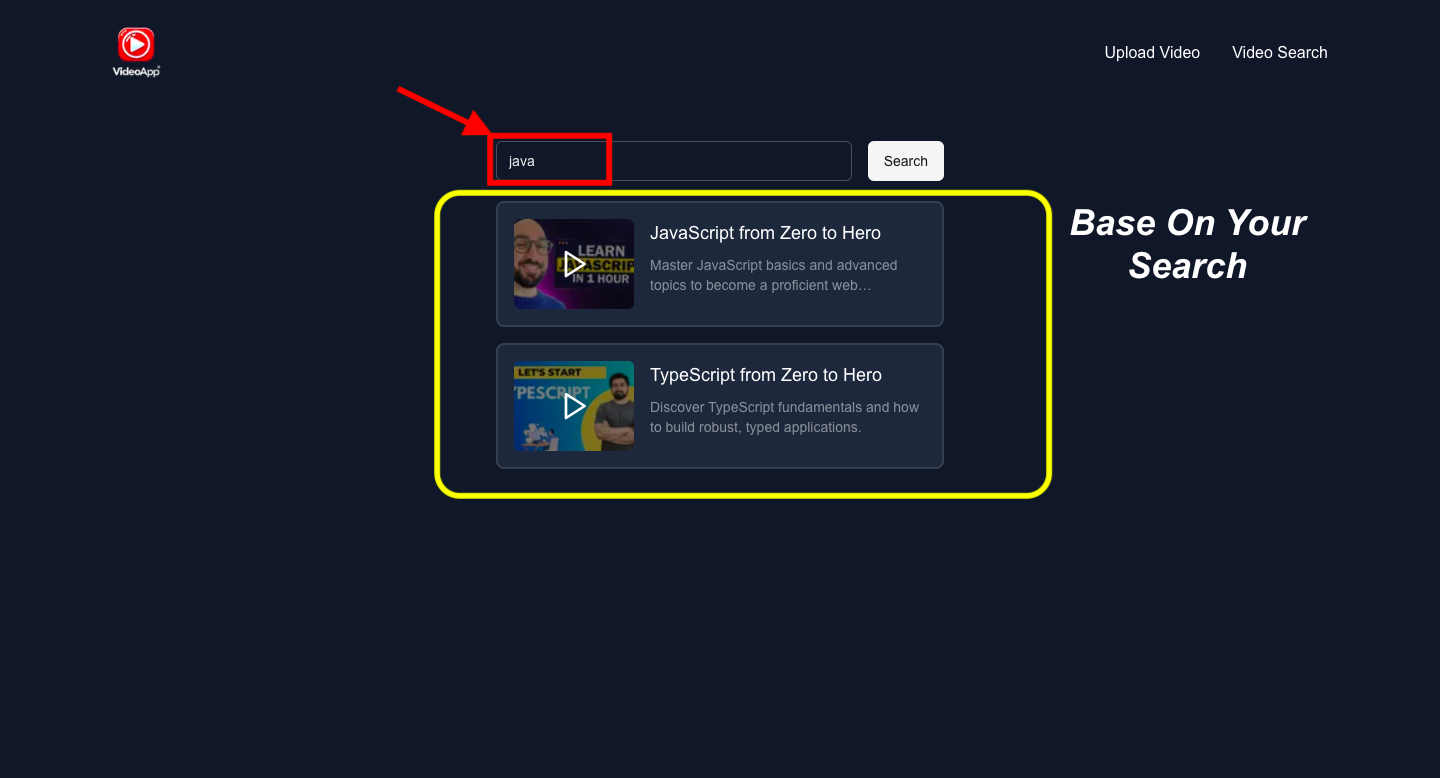 VideoApp
Upload Video Video Search
java
Search
Base On Your
Search
JavaScript from Zero to Hero
Master JavaScript basics and advanced
topics to become a proficient web…
LEARN
JAVASCRIP
IN 1 HOUR
TypeScript from Zero to Hero
Discover TypeScript fundamentals and how
to build robust, typed applications.
LET'S START
YPESCRIPT